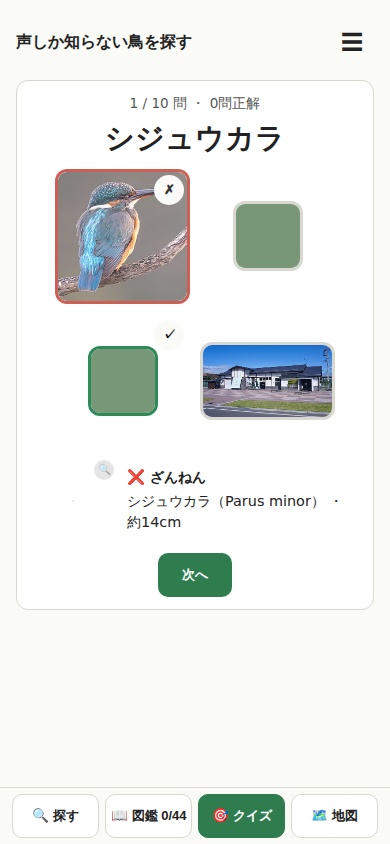 声しか知らない鳥を探す
☰
1 / 10 問 · 0問正解
シジュウカラ
✗
✓
❌ ざんねん
シジュウカラ（Parus minor） ·
約14cm
次へ
🔍 探す
📖 図鑑 0/44
🎯 クイズ
🗺️ 地図